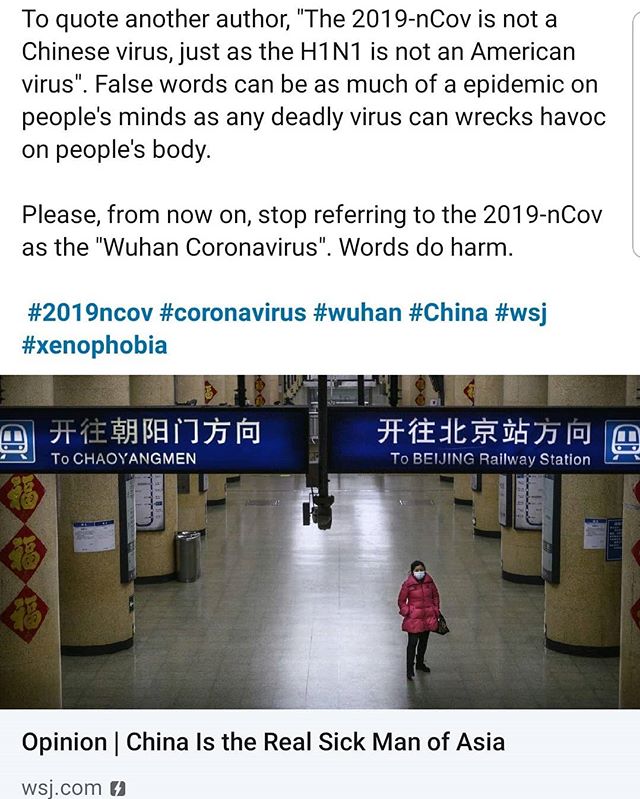 To quote another author, "The 2019-nCov is not a
Chinese virus, just as the H1N1 is not an American
virus". False words can be as much of a epidemic on
people's minds as any deadly virus can wrecks havoc
on people's body.
Please, from now on, stop referring to the 2019-nCov
as the "Wuhan Coronavirus". Words do harm.
#2019ncov #coronavirus #wuhan #China #wsj
#xenophobia
开往朝阳门方向
To CHAOYANGMEN
开往北京站方向
To BEIJING Railway Station
福
福
福
Opinion | China Is the Real Sick Man of Asia
wsj.com